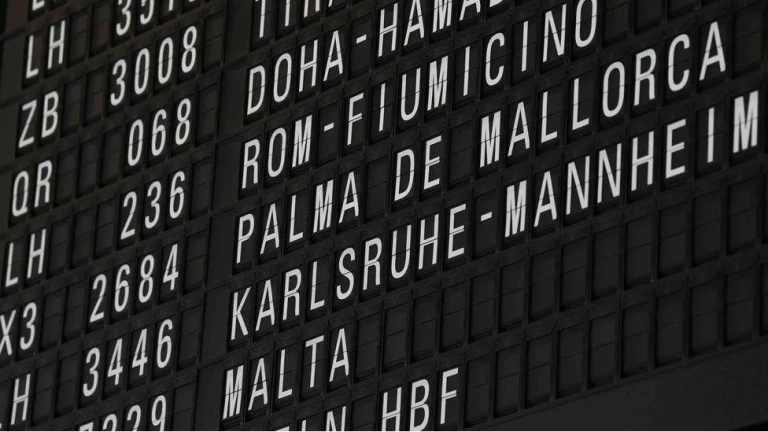 LH
ZB 3008
QR 068 DOHA-HAMAD
LH 236 ROM-FIUMICINO
X3 2684 PALMA DE MALLORCA
LH 3446 KARLSRUHE-MANNHEIM
MALTA
HBF